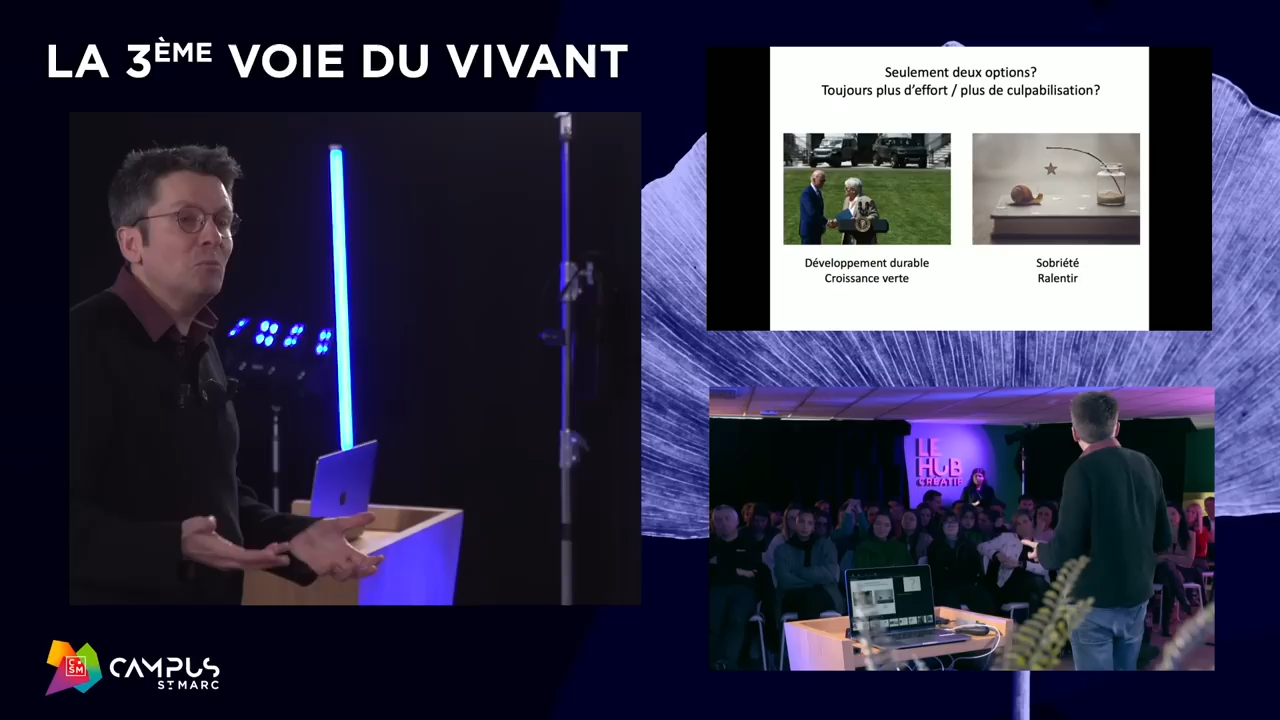 LA 3ÈME VOIE DU VIVANT
Seulement deux options?
Toujours plus d'effort / plus de culpabilisation?
Développement durable
Croissance verte
Sobriété
Ralentir
LE
HUB
CRÉATIF
C
SM
CAMPUS
ST MARC